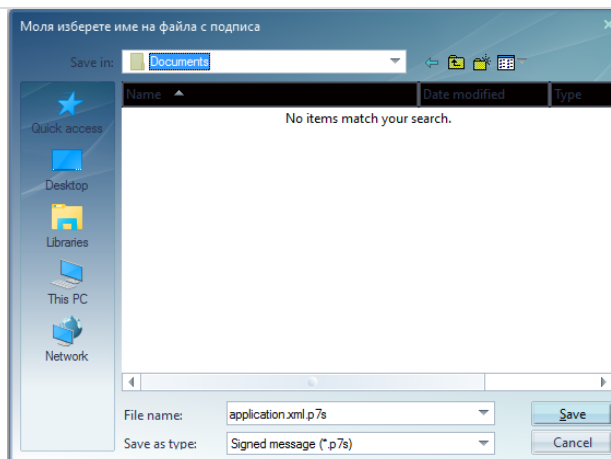 Моля изберете име на файла с подписа
Save in: Documents
Name Date modified Type
No items match your search.
Quick access
Desktop
Libraries
This PC
Network
File name: application.xml.p7s Save
Save as type: Signed message (*.p7s) Cancel